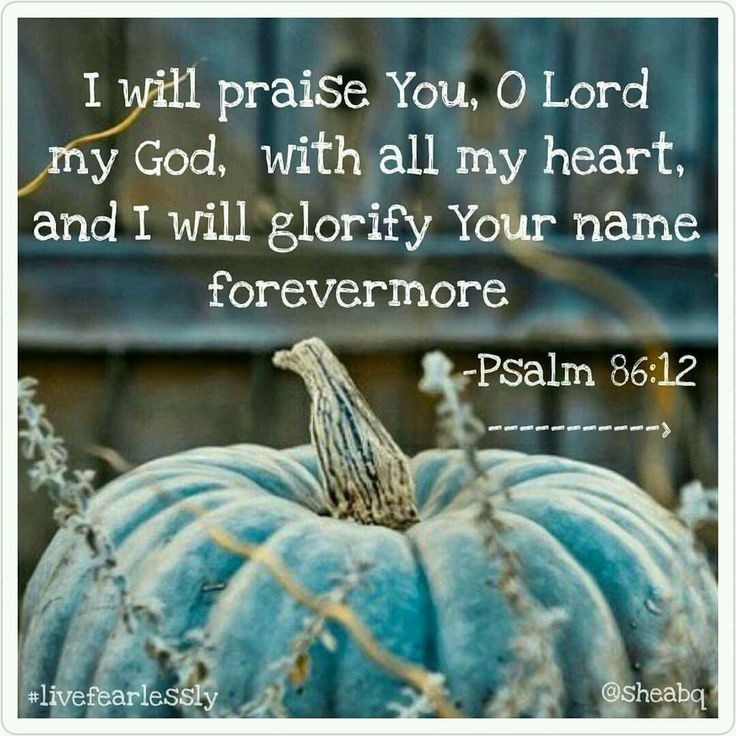 I will praise You, O Lord
my God, with all my heart,
and I will glorify Your name
forevermore
-Psalm 86:12
#livefearlessly
@sheabq